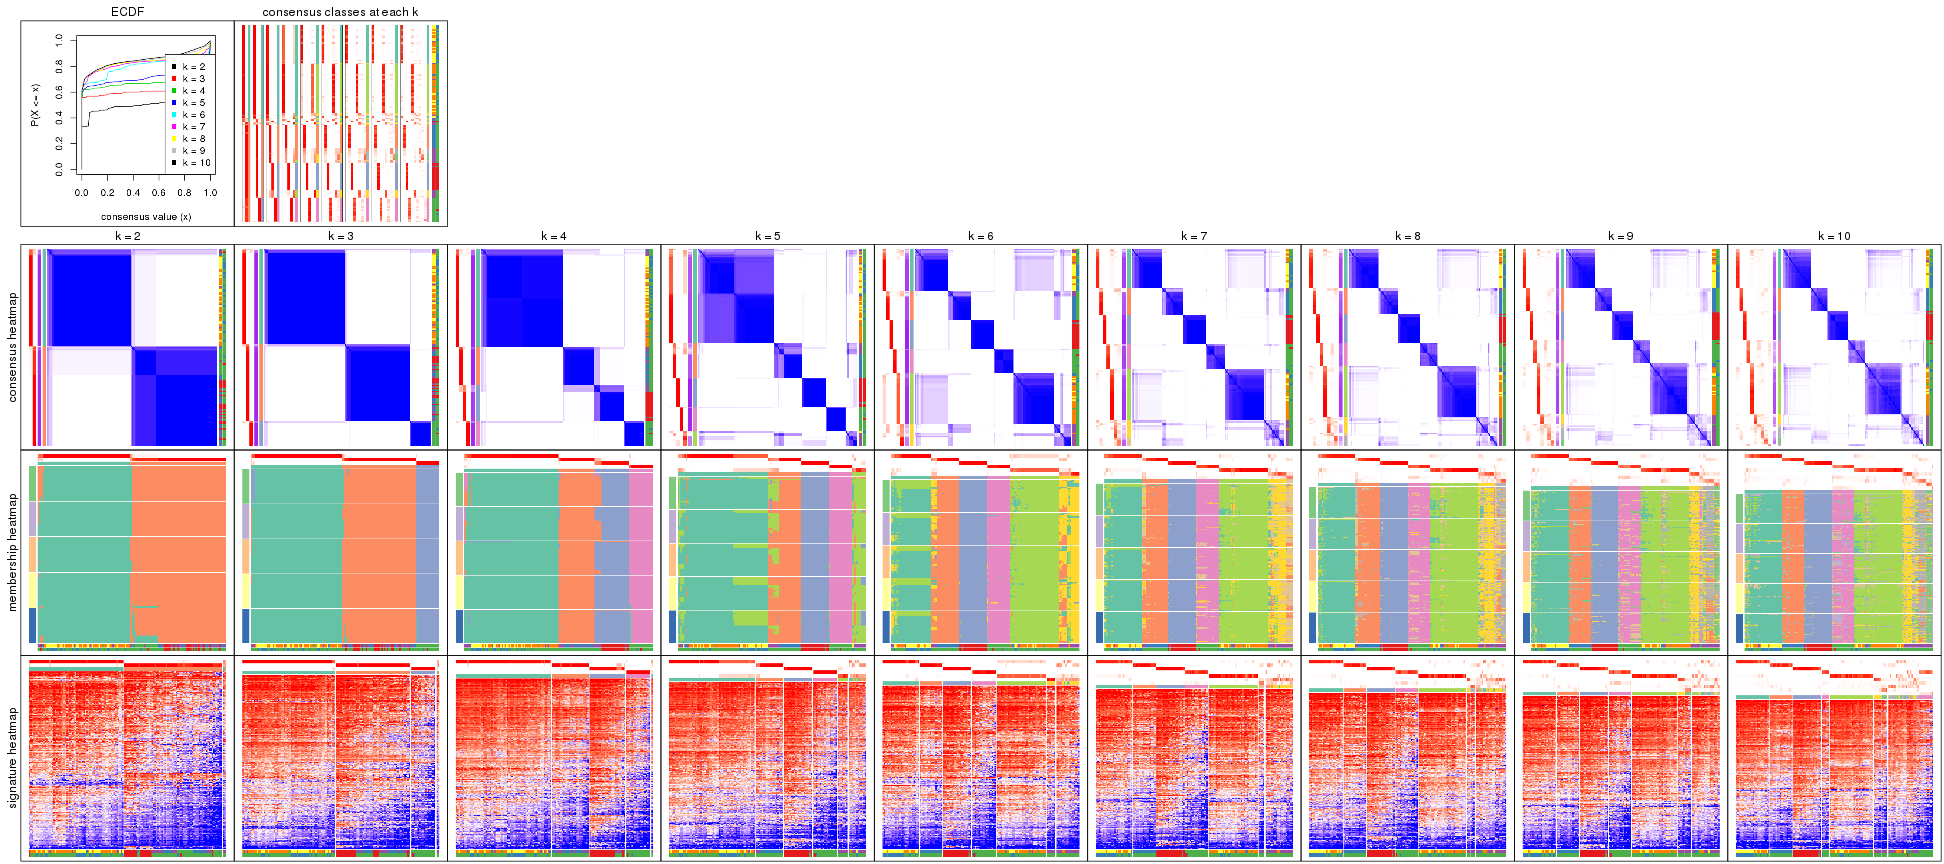 ECDF
consensus classes at each k
P(X <= x)
0.0 0.2 0.4 0.6 0.8 1.0
k = 2
k = 3
k = 4
k = 5
k = 6
k = 7
k = 8
k = 9
k = 10
0.0 0.2 0.4 0.6 0.8 1.0
consensus value (x)
k = 2 k = 3 k = 4 k = 5 k = 6 k = 7 k = 8 k = 9 k = 10
consensus heatmap
membership heatmap
signature heatmap